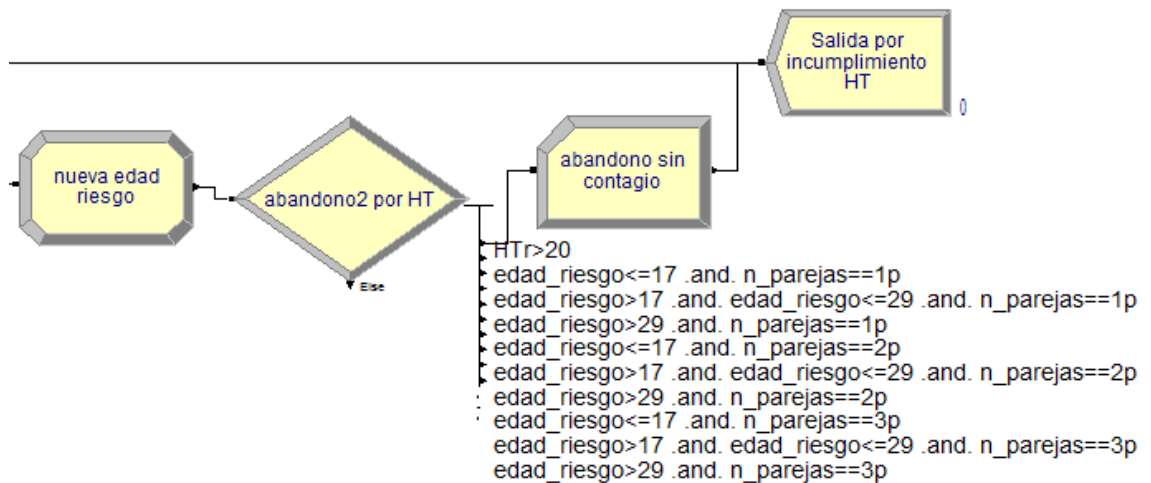 Salida por
incumplimiento
HT
0
nueva edad
riesgo
abandono2 por HT
Else
abandono sin
contagio
HTr>20
edad_riesgo<=17 .and. n_parejas==1p
edad_riesgo>17 .and. edad_riesgo<=29 .and. n_parejas==1p
edad_riesgo>29 .and. n_parejas==1p
edad_riesgo<=17 .and. n_parejas==2p
edad_riesgo>17 .and. edad_riesgo<=29 .and. n_parejas==2p
edad_riesgo>29 .and. n_parejas==2p
edad_riesgo<=17 .and. n_parejas==3p
edad_riesgo>17 .and. edad_riesgo<=29 .and. n_parejas==3p
edad_riesgo>29 .and. n_parejas==3p